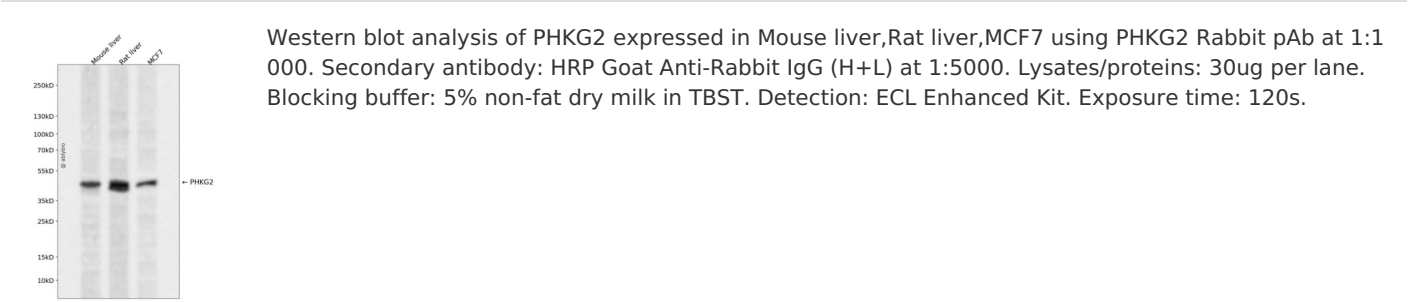 Mouse liver
Rat liver
MCF7
250kD
130kD
100kD
70kD
55kD
35kD
25kD
15kD
10kD
@ ablybio
← PHKG2
Western blot analysis of PHKG2 expressed in Mouse liver,Rat liver,MCF7 using PHKG2 Rabbit pAb at 1:1
000. Secondary antibody: HRP Goat Anti-Rabbit IgG (H+L) at 1:5000. Lysates/proteins: 30ug per lane.
Blocking buffer: 5% non-fat dry milk in TBST. Detection: ECL Enhanced Kit. Exposure time: 120s.